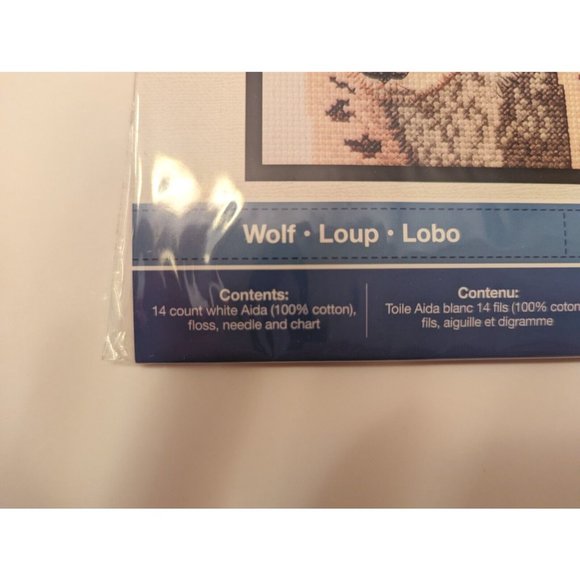 Wolf • Loup • Lobo
Contents:
14 count white Aida (100% cotton),
floss, needle and chart
Contenu:
Toile Aida blanc 14 fils (100% coton
fils, aiguille et digramme